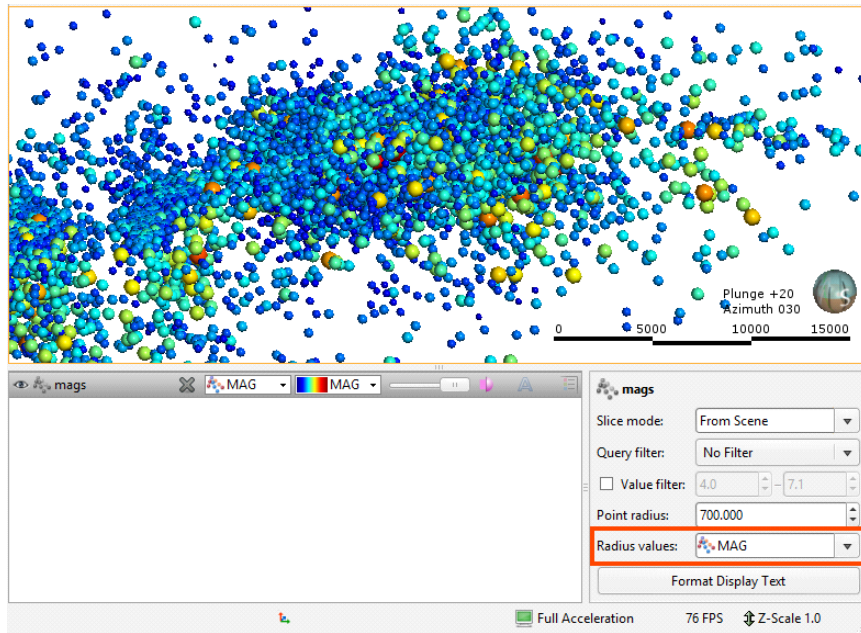 Plunge +20
Azimuth 030
0 5000 10000 15000
mags MAG MAG
mags
Slice mode: From Scene
Query filter: No Filter
Value filter: 4.0 – 7.1
Point radius: 700.000
Radius values: MAG
Format Display Text
Full Acceleration 76 FPS Z-Scale 1.0